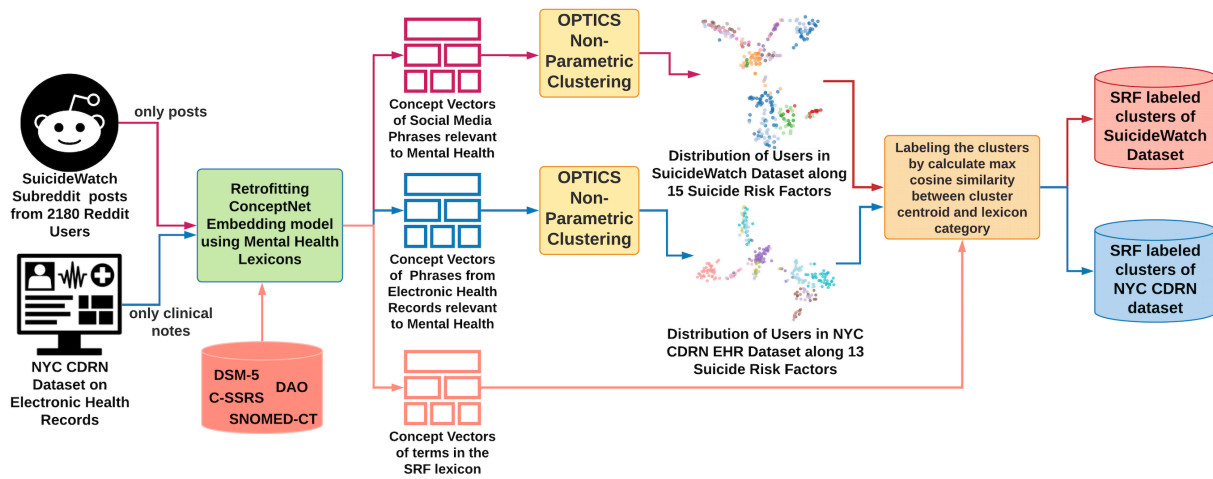 only posts
SuicideWatch
Subreddit posts
from 2180 Reddit
Users
only clinical
notes
NYC CDRN
Dataset on
Electronic Health
Records
Retrofitting
ConceptNet
Embedding model
using Mental Health
Lexicons
DSM-5
DAO
C-SSRS
SNOMED-CT
Concept Vectors
of Social Media
Phrases relevant
to Mental Health
Concept Vectors
of Phrases from
Electronic Health
Records relevant
to Mental Health
Concept Vectors
of terms in the
SRF lexicon
OPTICS
Non-
Parametric
Clustering
OPTICS
Non-
Parametric
Clustering
Distribution of Users in
SuicideWatch Dataset along
15 Suicide Risk Factors
Distribution of Users in NYC
CDRN EHR Dataset along 13
Suicide Risk Factors
Labeling the clusters
by calculate max
cosine similarity
between cluster
centroid and lexicon
category
SRF labeled
clusters of
SuicideWatch
Dataset
SRF labeled
clusters of
NYC CDRN
dataset